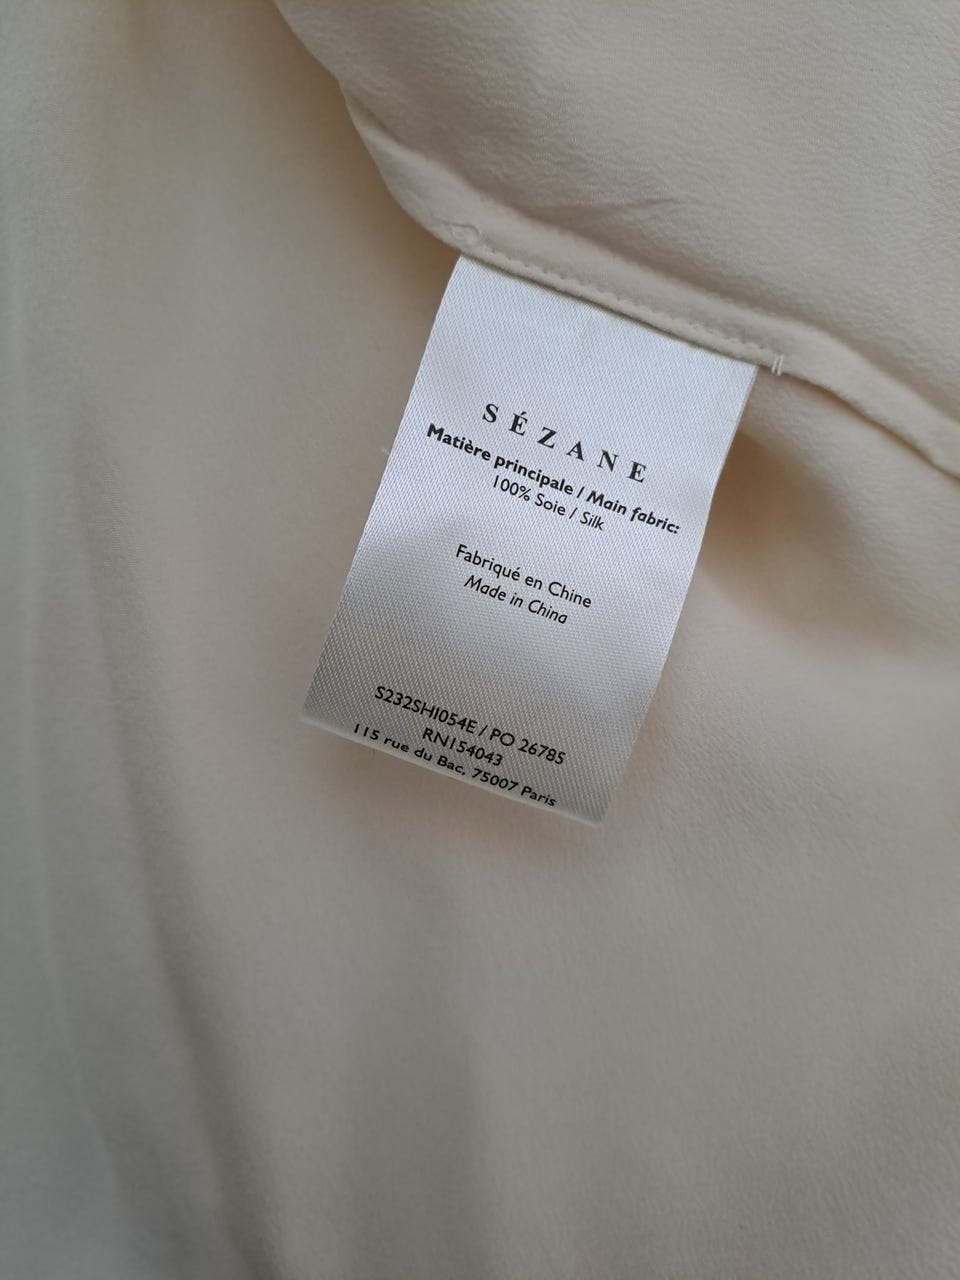 SÉZANE
Matière principale / Main fabric:
100% Soie / Silk
Fabriqué en Chine
Made in China
S232SHI054E / PO 26785
RN154043
115 rue du Bac, 75007 Paris